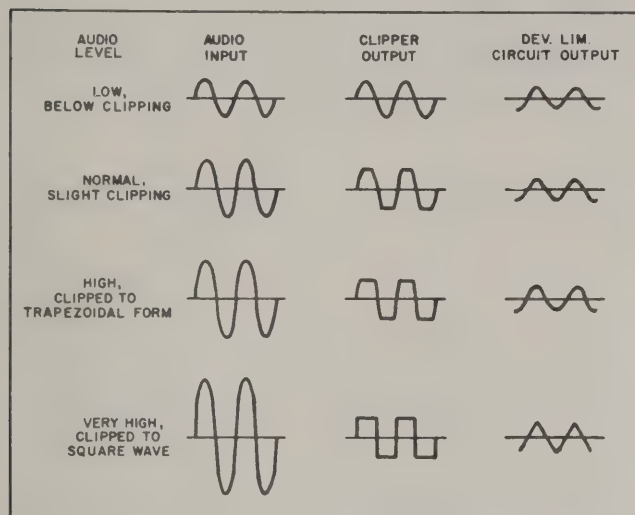 AUDIO LEVEL
AUDIO INPUT
CLIPPER OUTPUT
DEV. LIM. CIRCUIT OUTPUT
LOW,
BELOW CLIPPING
NORMAL,
SLIGHT CLIPPING
HIGH,
CLIPPED TO
TRAPEZOIDAL FORM
VERY HIGH,
CLIPPED TO
SQUARE WAVE